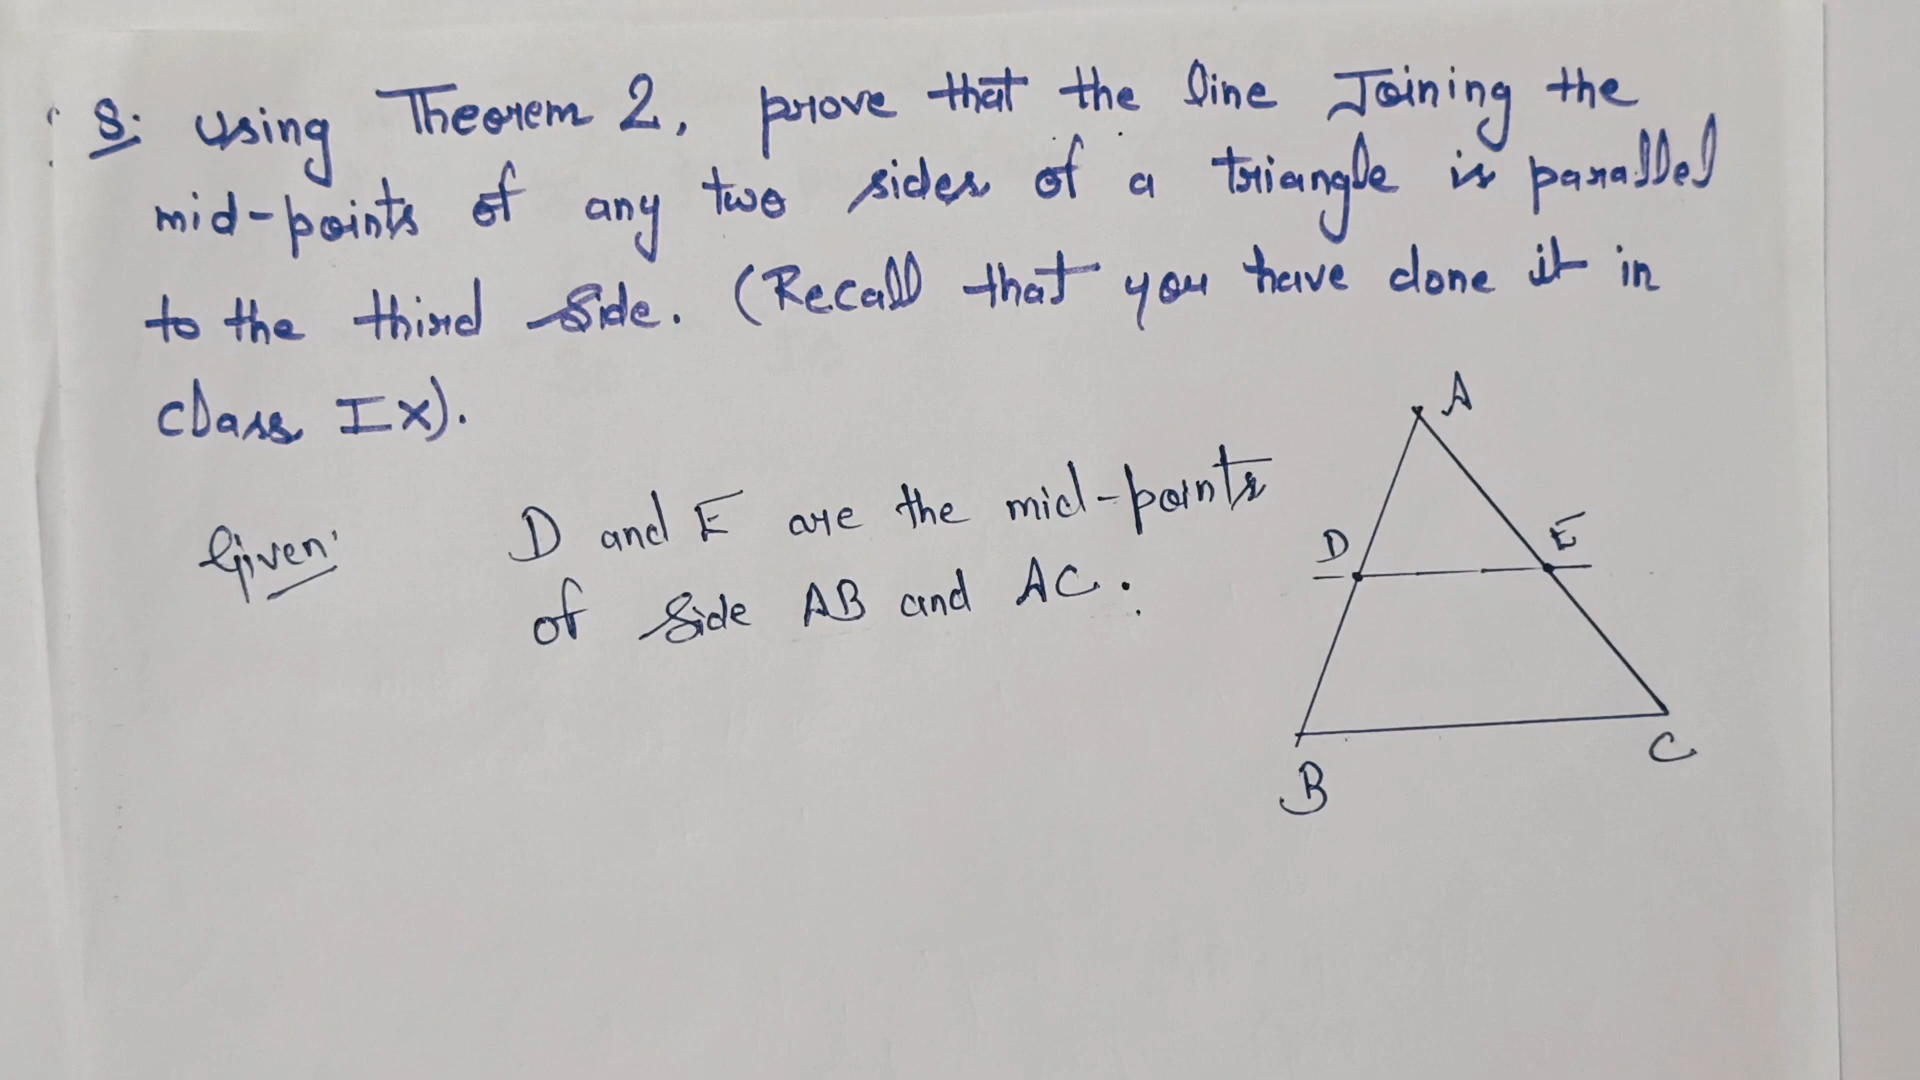 8. Using Theorem 2, prove that the line Joining the
mid-points of any two sides of a triangle is parallel
to the third side. (Recall that you have done it in
class IX).
A
Given: D and E are the mid-points
of side AB and AC.
D E
B C